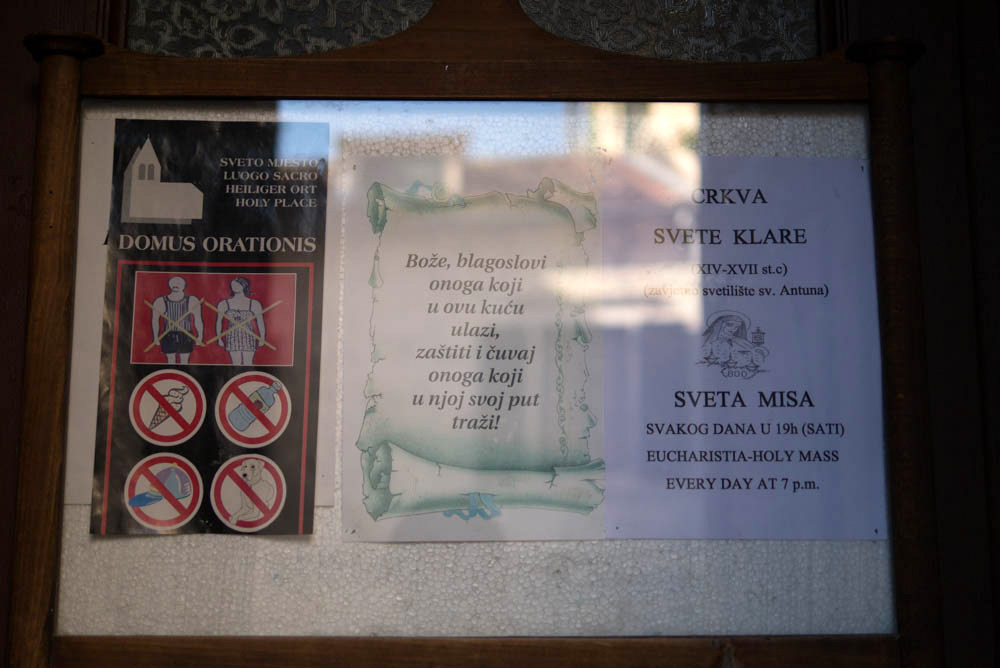 SVETO MJESTO
LUOGO SACRO
HEILIGER ORT
HOLY PLACE
DOMUS ORATIONIS
Bože, blagoslovi
onoga koji
u ovu kuću
ulazi,
zaštiti i čuvaj
onoga koji
u njoj svoj put
traži!
CRKVA
SVETE KLARE
(XIV-XVII st.c)
(zavjetno svetilište sv. Antuna)
SVETA MISA
SVAKOG DANA U 19h (SATI)
EUCHARISTIA-HOLY MASS
EVERY DAY AT 7 p.m.